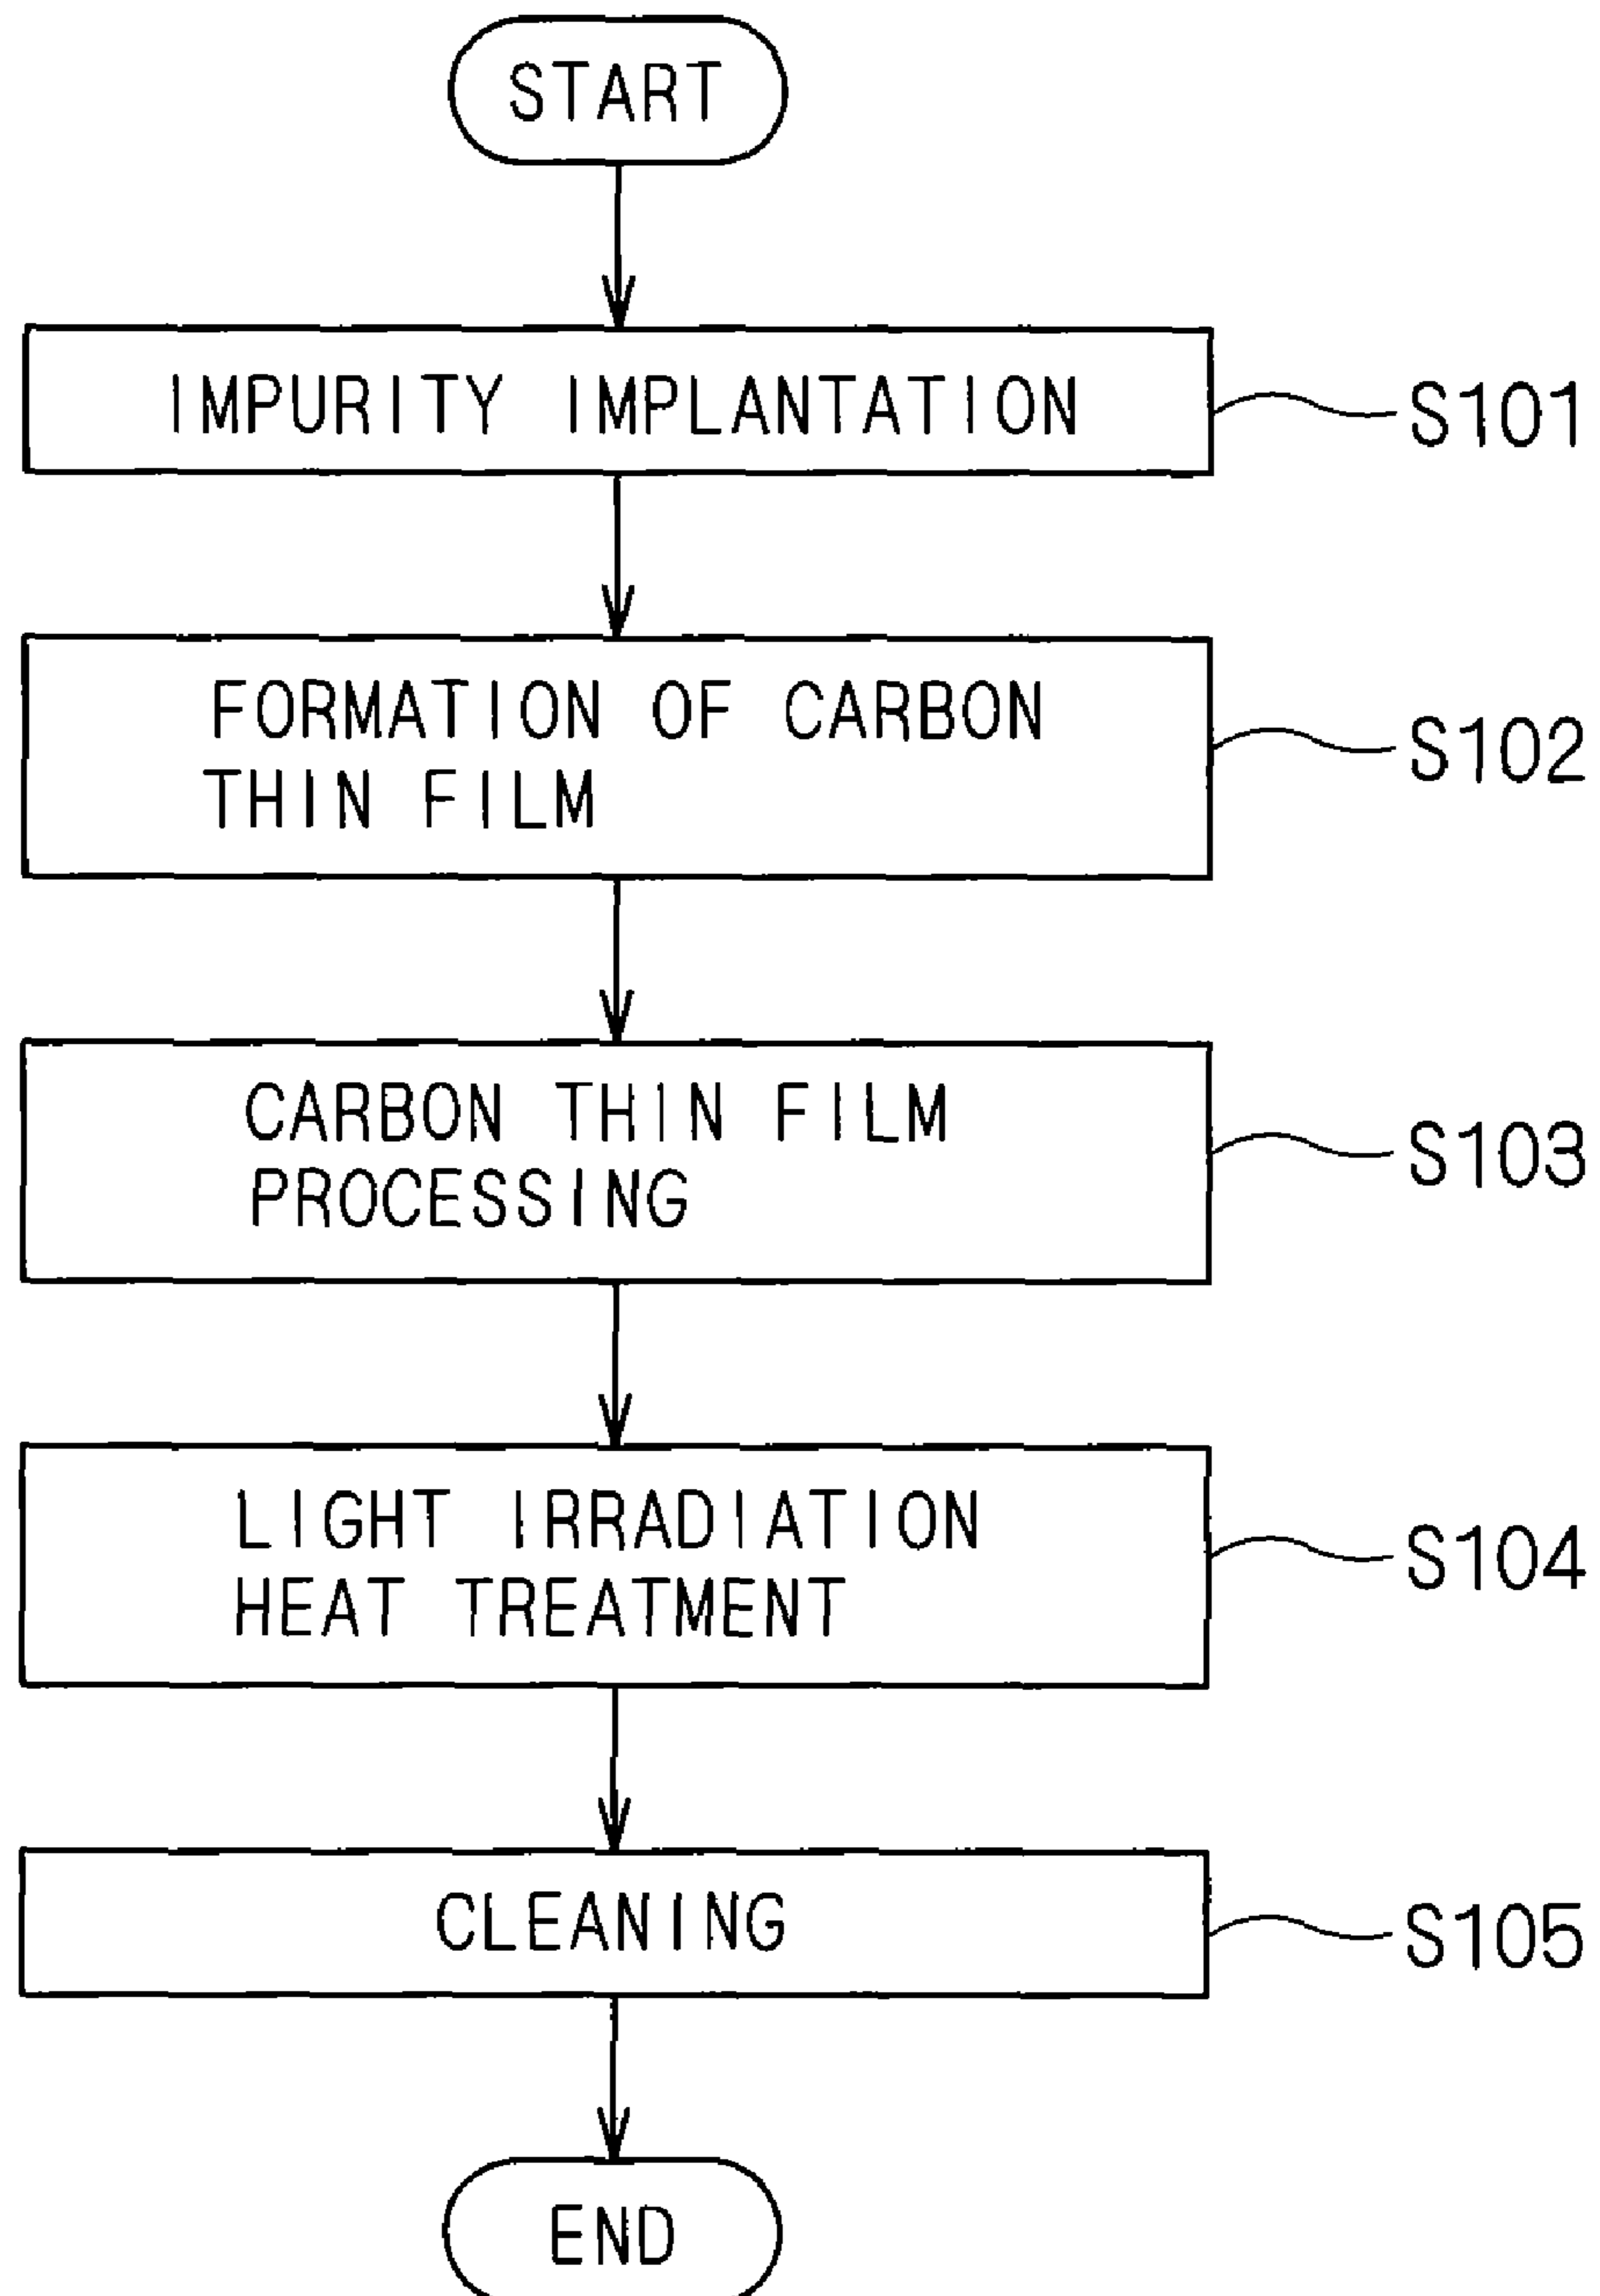 START
IMPURITY IMPLANTATION
S101
FORMATION OF CARBON
THIN FILM
S102
CARBON THIN FILM
PROCESSING
S103
LIGHT IRRADIATION
HEAT TREATMENT
S104
CLEANING
S105
END